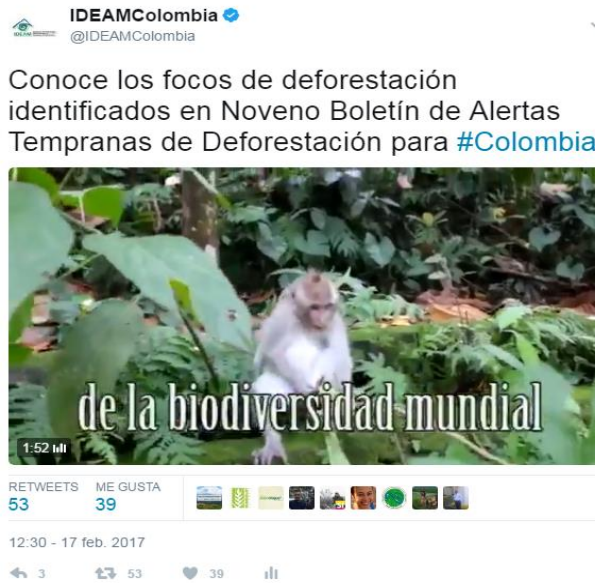 IDEAMColombia
@IDEAMColombia
Conoce los focos de deforestación
identificados en Noveno Boletín de Alertas
Tempranas de Deforestación para #Colombia
de la biodiversidad mundial
1:52
RETWEETS ME GUSTA
53 39
12:30 - 17 feb. 2017
3 53 39